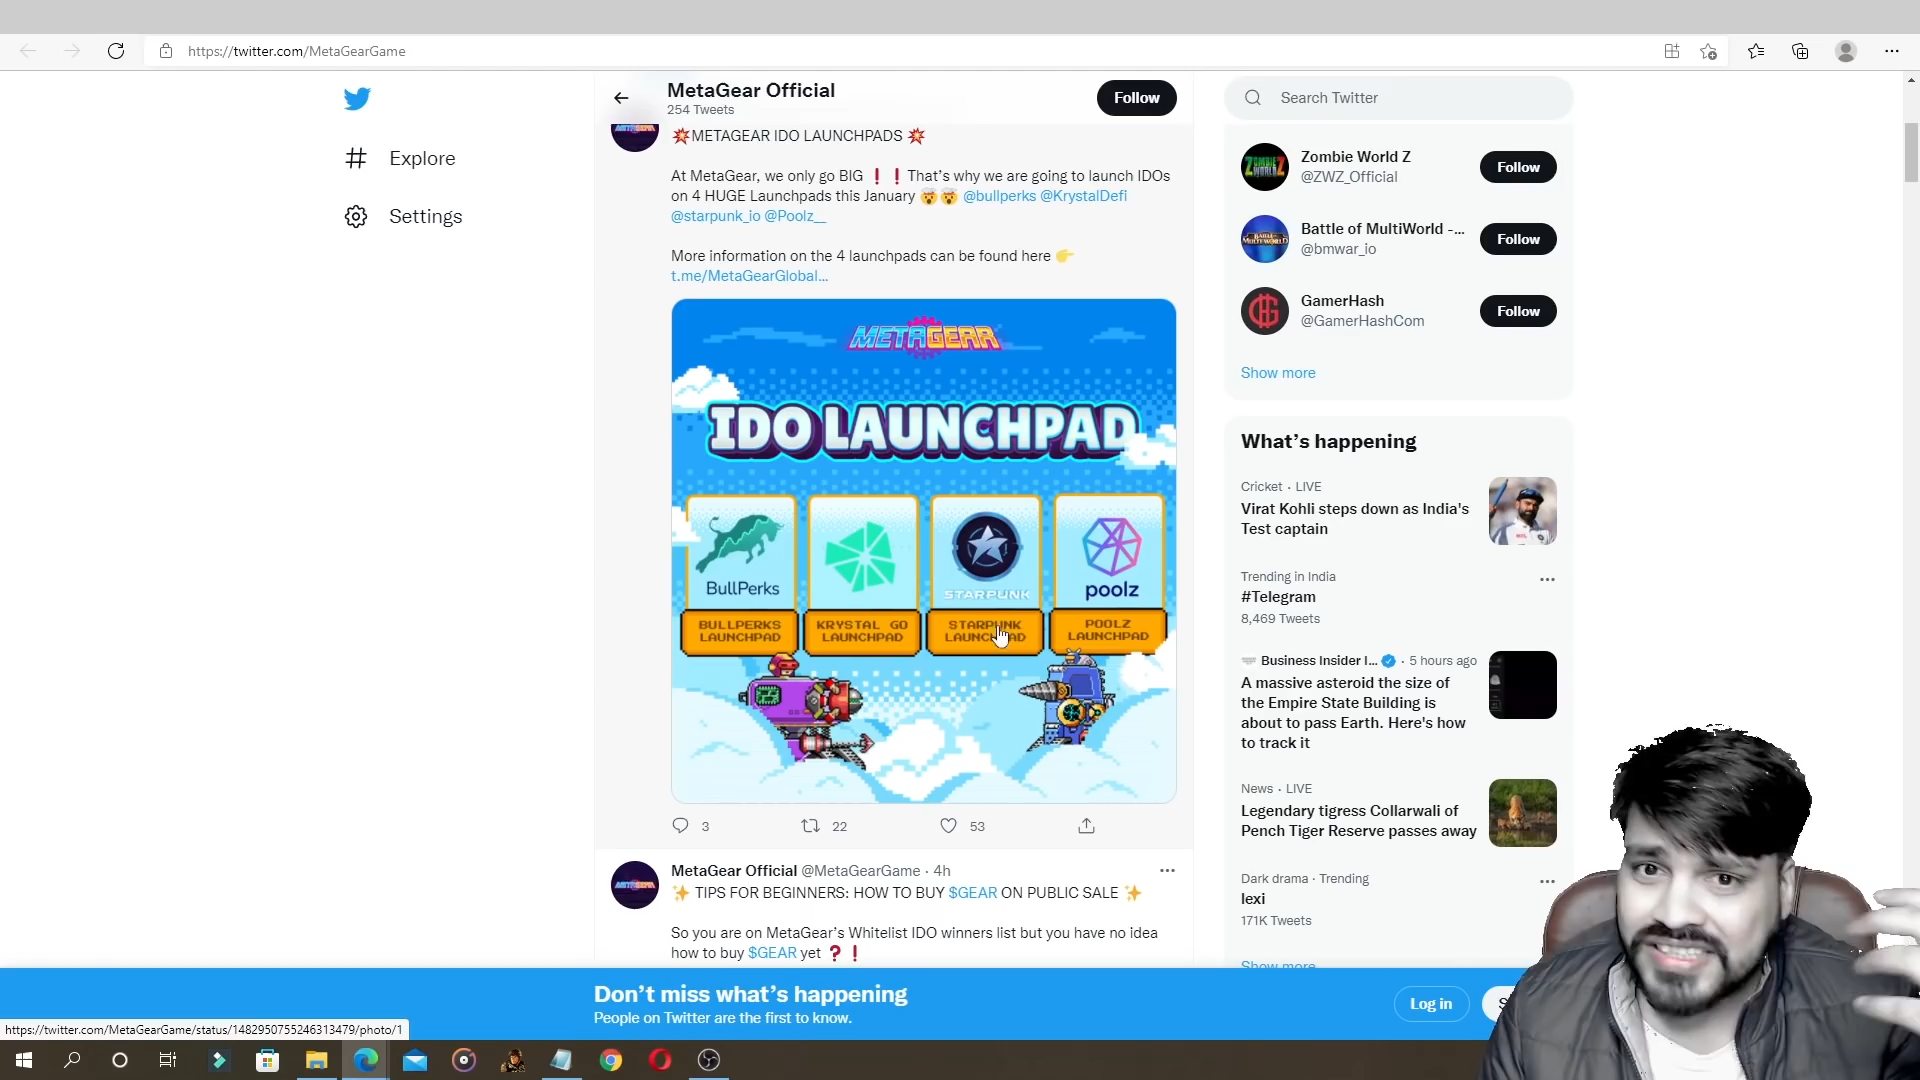 https://twitter.com/MetaGearGame
MetaGear Official
254 Tweets
Follow
Search Twitter
Explore
Settings
💥METAGEAR IDO LAUNCHPADS 💥
At MetaGear, we only go BIG ❗❗That's why we are going to launch IDOs
on 4 HUGE Launchpads this January 🤯🤯 @bullperks @KrystalDefi
@starpunk_io @Poolz__
More information on the 4 launchpads can be found here 👉
t.me/MetaGearGlobal...
METAGEAR
IDO LAUNCHPAD
BullPerks
STARPUNK
poolz
BULLPERKS
LAUNCHPAD
KRYSTAL GO
LAUNCHPAD
STARPUNK
LAUNCHPAD
POOLZ
LAUNCHPAD
3
22
53
MetaGear Official @MetaGearGame · 4h
✨ TIPS FOR BEGINNERS: HOW TO BUY $GEAR ON PUBLIC SALE ✨
So you are on MetaGear's Whitelist IDO winners list but you have no idea
how to buy $GEAR yet ❓❗
Zombie World Z
@ZWZ_Official
Follow
Battle of MultiWorld -...
@bmwar_io
Follow
GamerHash
@GamerHashCom
Follow
Show more
What's happening
Cricket · LIVE
Virat Kohli steps down as India's
Test captain
Trending in India
#Telegram
8,469 Tweets
Business Insider I... · 5 hours ago
A massive asteroid the size of
the Empire State Building is
about to pass Earth. Here's how
to track it
News · LIVE
Legendary tigress Collarwali of
Pench Tiger Reserve passes away
Dark drama · Trending
lexi
171K Tweets
Show more
Don't miss what's happening
People on Twitter are the first to know.
Log in
https://twitter.com/MetaGearGame/status/1482950755246313479/photo/1